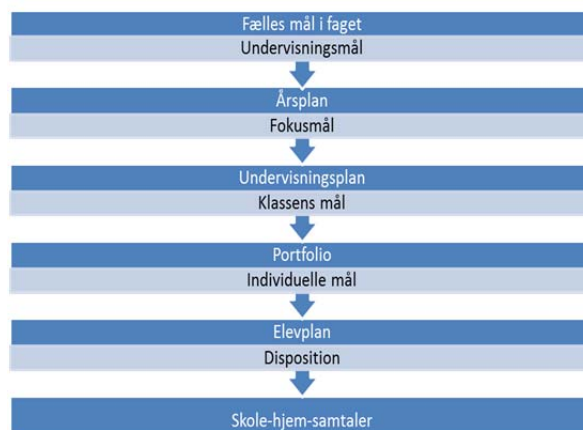 Fælles mål i faget
Undervisningsmål
Årsplan
Fokusmål
Undervisningsplan
Klassens mål
Portfolio
Individuelle mål
Elevplan
Disposition
Skole-hjem-samtaler